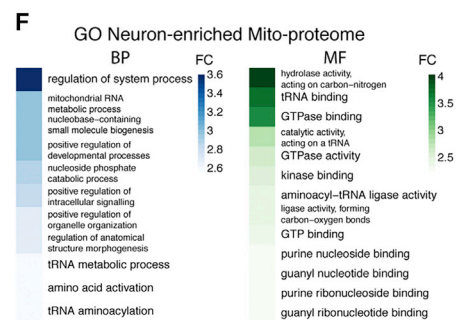 F
GO Neuron-enriched Mito-proteome
BP
FC
regulation of system process
mitochondrial RNA
metabolic process
nucleobase-containing
small molecule biogenesis
positive regulation of
developmental processes
nucleoside phosphate
catabolic process
positive regulation of
intracellular signalling
positive regulation of
organelle organization
regulation of anatomical
structure morphogenesis
tRNA metabolic process
amino acid activation
tRNA aminoacylation
3.6
3.4
3.2
3
2.8
2.6
MF
FC
hydrolase activity,
acting on carbon-nitrogen
tRNA binding
GTPase binding
catalytic activity,
acting on a tRNA
GTPase activity
kinase binding
aminoacyl-tRNA ligase activity
ligase activity, forming
carbon-oxygen bonds
GTP binding
purine nucleoside binding
guanyl nucleotide binding
purine ribonucleoside binding
guanyl ribonucleotide binding
4
3.5
3
2.5